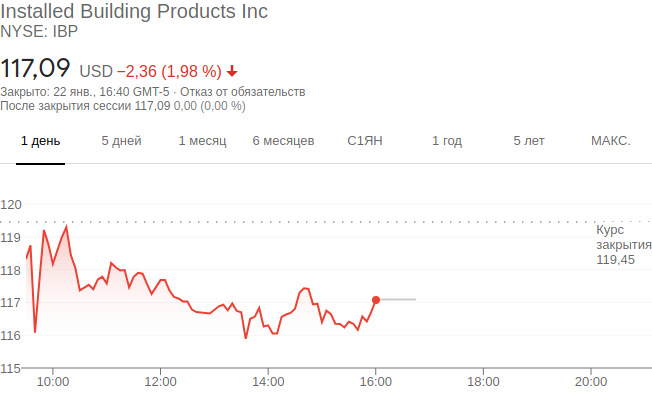 Installed Building Products Inc
NYSE: IBP
117,09 USD −2,36 (1,98 %)
Закрыто: 22 янв., 16:40 GMT-5 · Отказ от обязательств
После закрытия сессии 117,09 0,00 (0,00 %)
1 день 5 дней 1 месяц 6 месяцев С1ЯН 1 год 5 лет МАКС.
120
119
118
117
116
115
Курс
закрытия
119,45
10:00 12:00 14:00 16:00 18:00 20:00